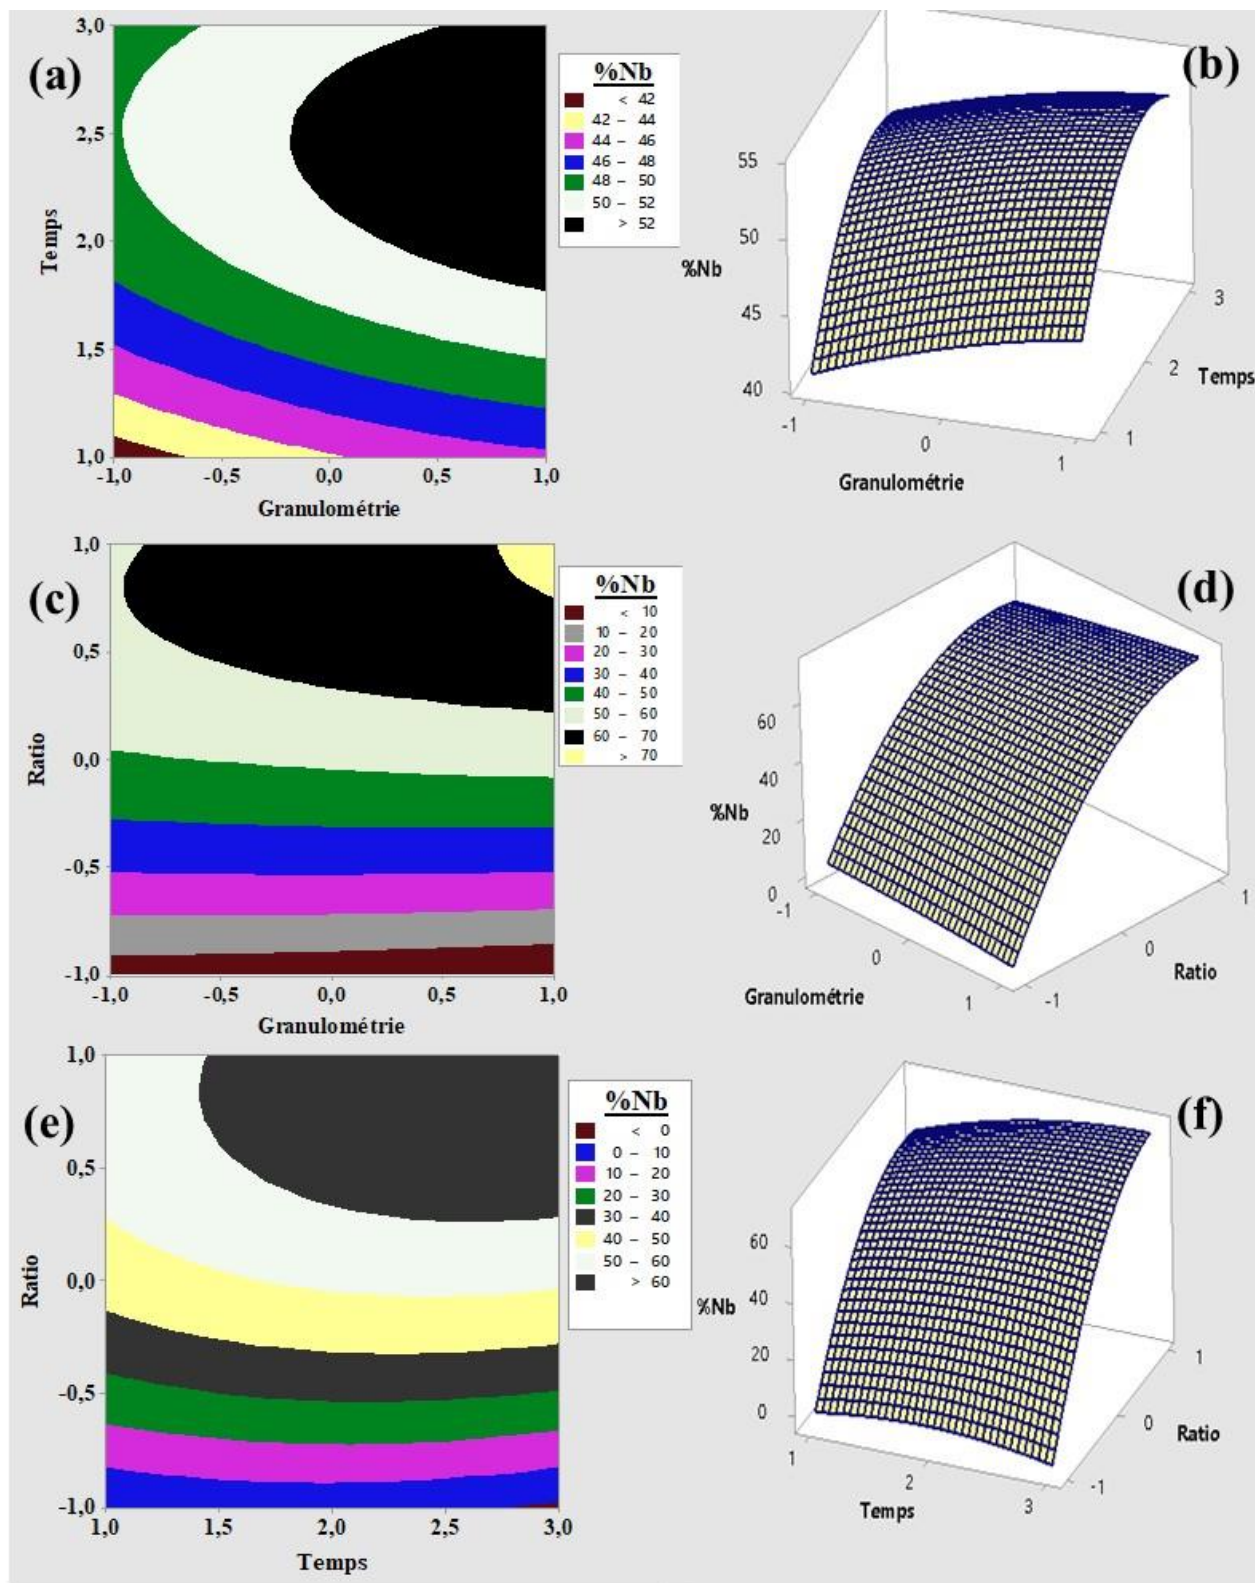 (a)
3,0
2,5
2,0
1,5
1,0
Temps
-1,0 -0,5 0,0 0,5 1,0
Granulométrie
%Nb
< 42
42 – 44
44 – 46
46 – 48
48 – 50
50 – 52
> 52
(b)
55
50
45
40
%Nb
-1 0 1
Granulométrie
1 2 3
Temps
(c)
1,0
0,5
0,0
-0,5
-1,0
Ratio
-1,0 -0,5 0,0 0,5 1,0
Granulométrie
%Nb
< 10
10 – 20
20 – 30
30 – 40
40 – 50
50 – 60
60 – 70
> 70
(d)
60
40
20
0
%Nb
-1 0 1
Granulométrie
-1 0 1
Ratio
(e)
1,0
0,5
0,0
-0,5
-1,0
Ratio
1,0 1,5 2,0 2,5 3,0
Temps
%Nb
< 0
0 – 10
10 – 20
20 – 30
30 – 40
40 – 50
50 – 60
> 60
(f)
60
40
20
0
%Nb
1 2 3
Temps
-1 0 1
Ratio